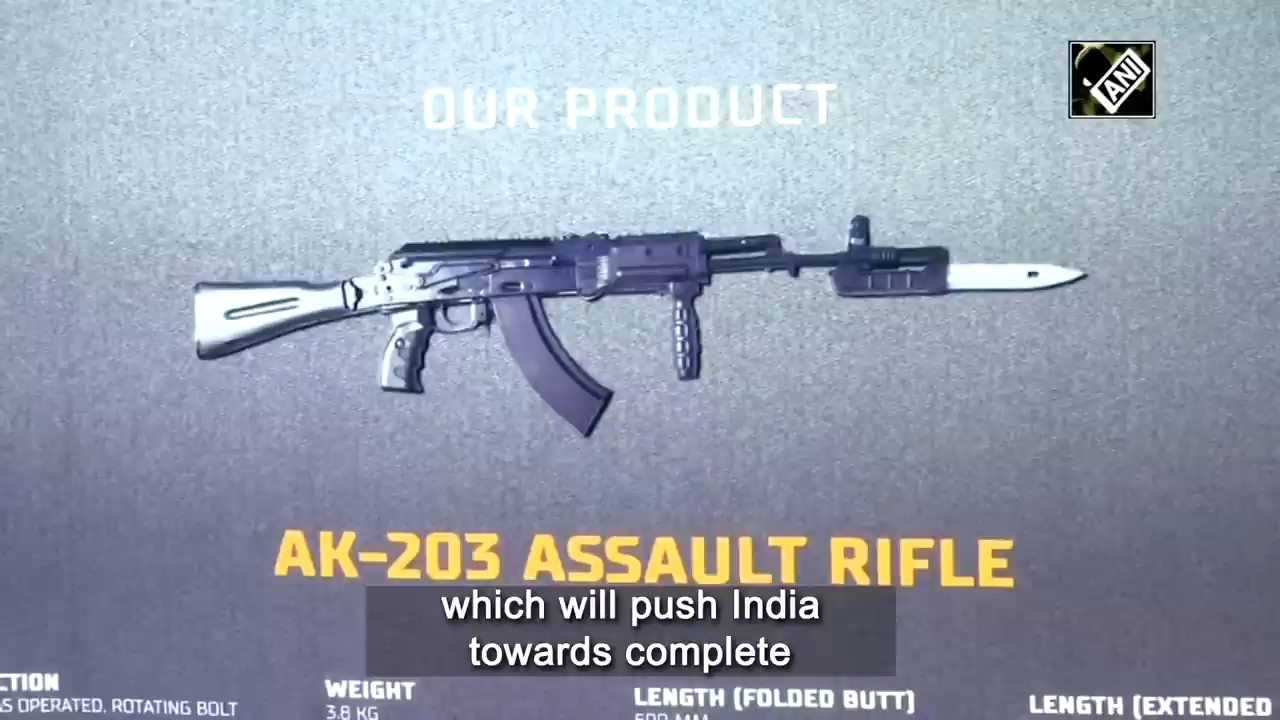 ANI
OUR PRODUCT
AK-203 ASSAULT RIFLE
which will push India
towards complete
WEIGHT
3.8 KG
LENGTH (FOLDED BUTT)
LENGTH (EXTENDED
OPERATED, ROTATING BOLT